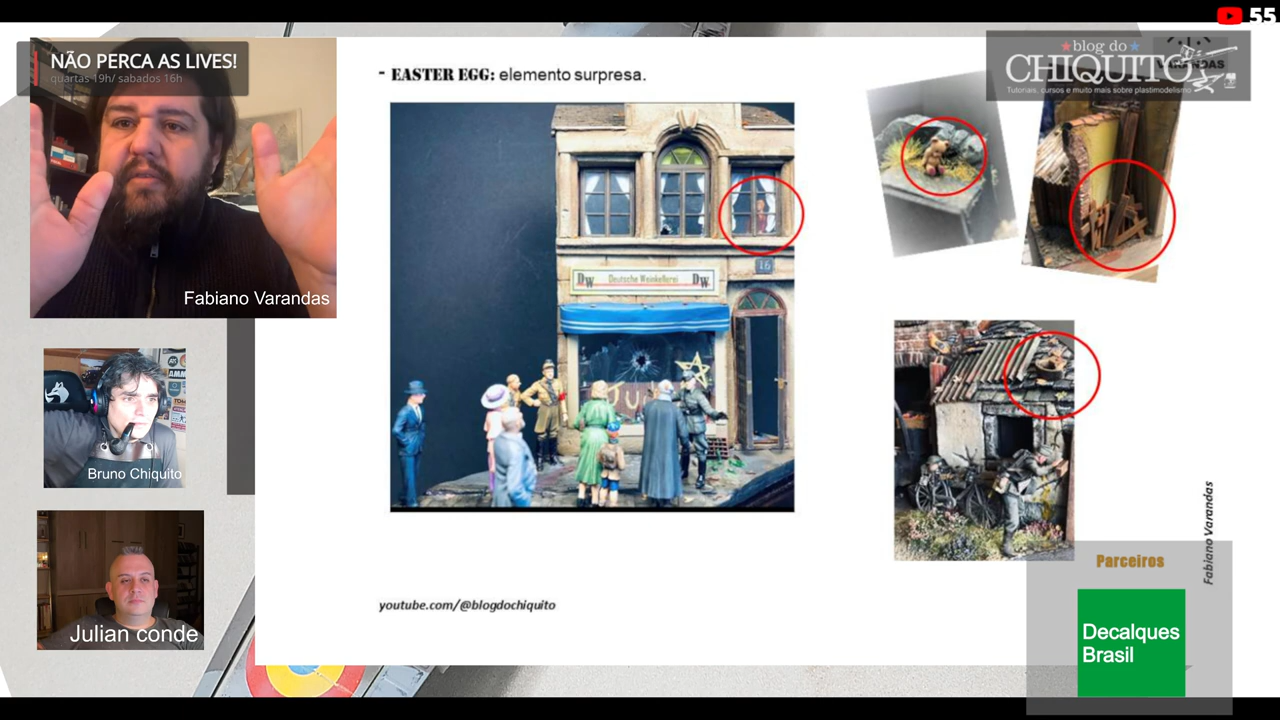 55
NÃO PERCA AS LIVES!
quartas 19h/ sabados 16h
Fabiano Varandas
Bruno Chiquito
Julian conde
- EASTER EGG: elemento surpresa.
blog do
CHIQUITO
Tutoriais, cursos e muito mais sobre plastimodelismo
16
DW Deutsche Weinkellerei DW
Jud
youtube.com/@blogdochiquito
Fabiano Varandas
Parceiros
Decalques
Brasil